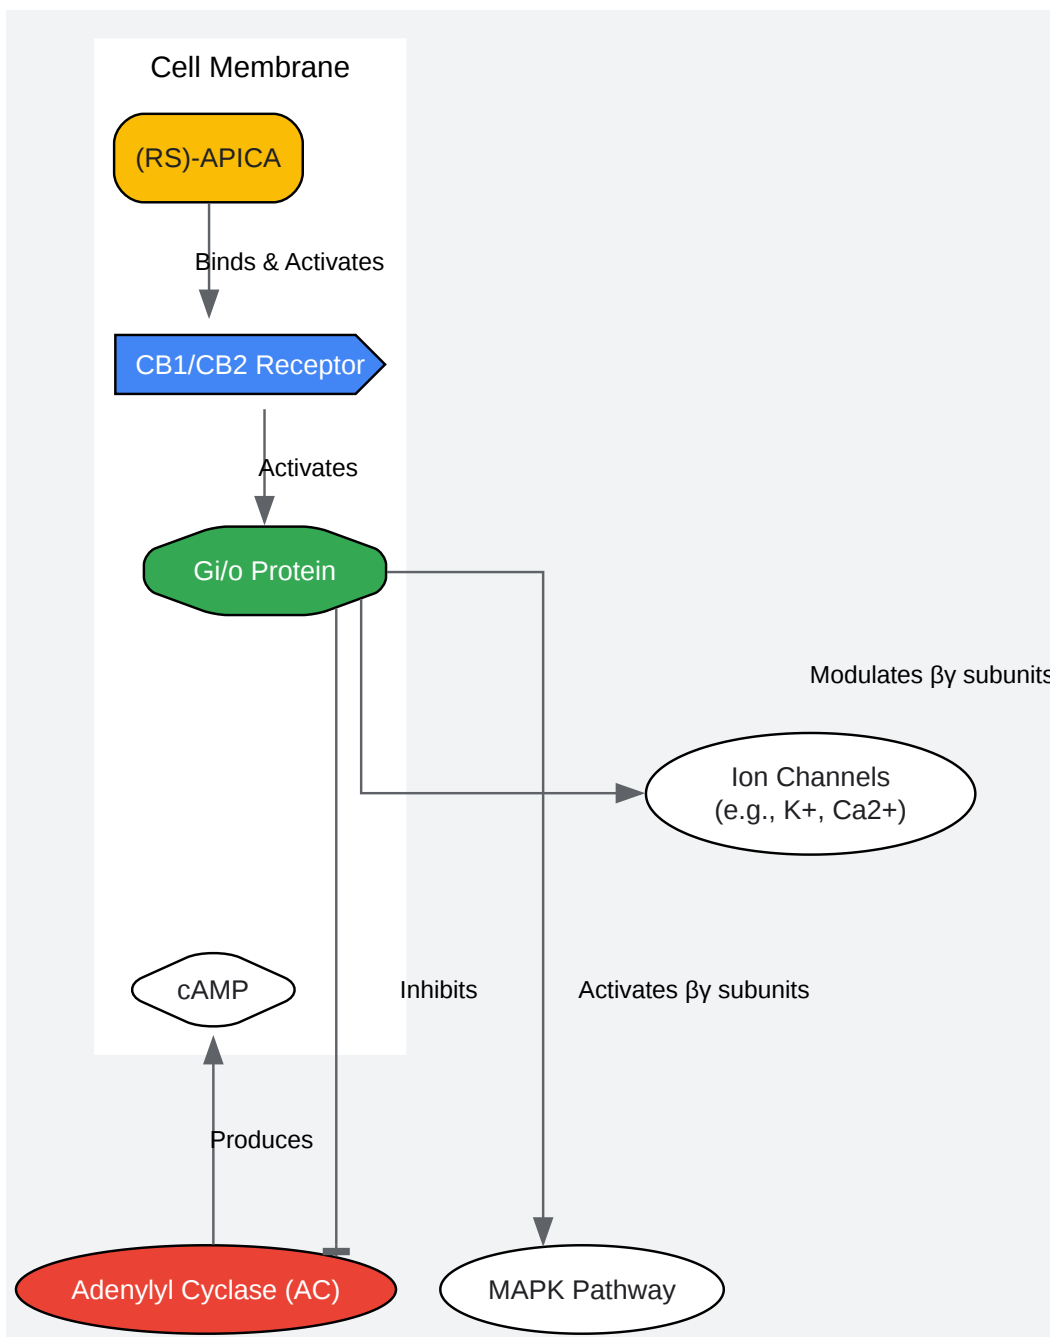 Cell Membrane
(RS)-APICA
Binds & Activates
CB1/CB2 Receptor
Activates
Gi/o Protein
Modulates βγ subunits
Ion Channels
(e.g., K+, Ca2+)
cAMP
Inhibits
Activates βγ subunits
Produces
Adenylyl Cyclase (AC)
MAPK Pathway